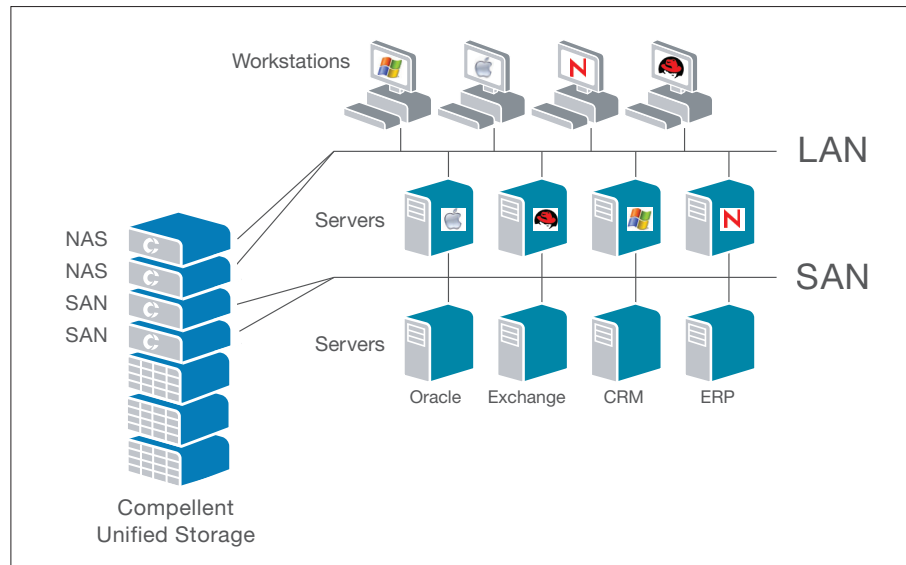 Workstations
N
LAN
Servers
N
NAS
NAS
SAN
SAN
SAN
Servers
Oracle
Exchange
CRM
ERP
Compellent
Unified Storage